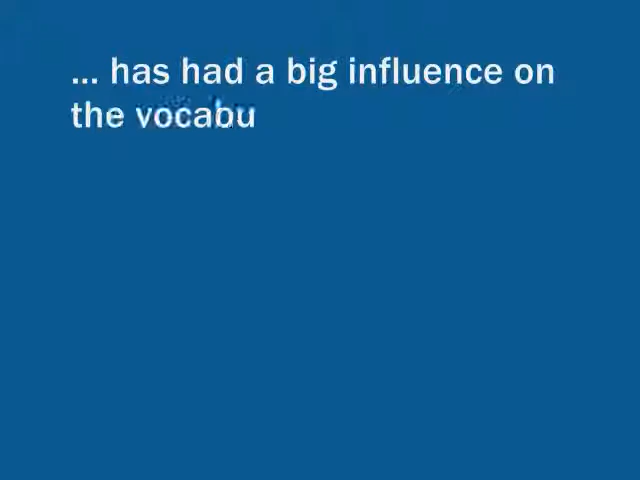 ... has had a big influence on
the vocabu